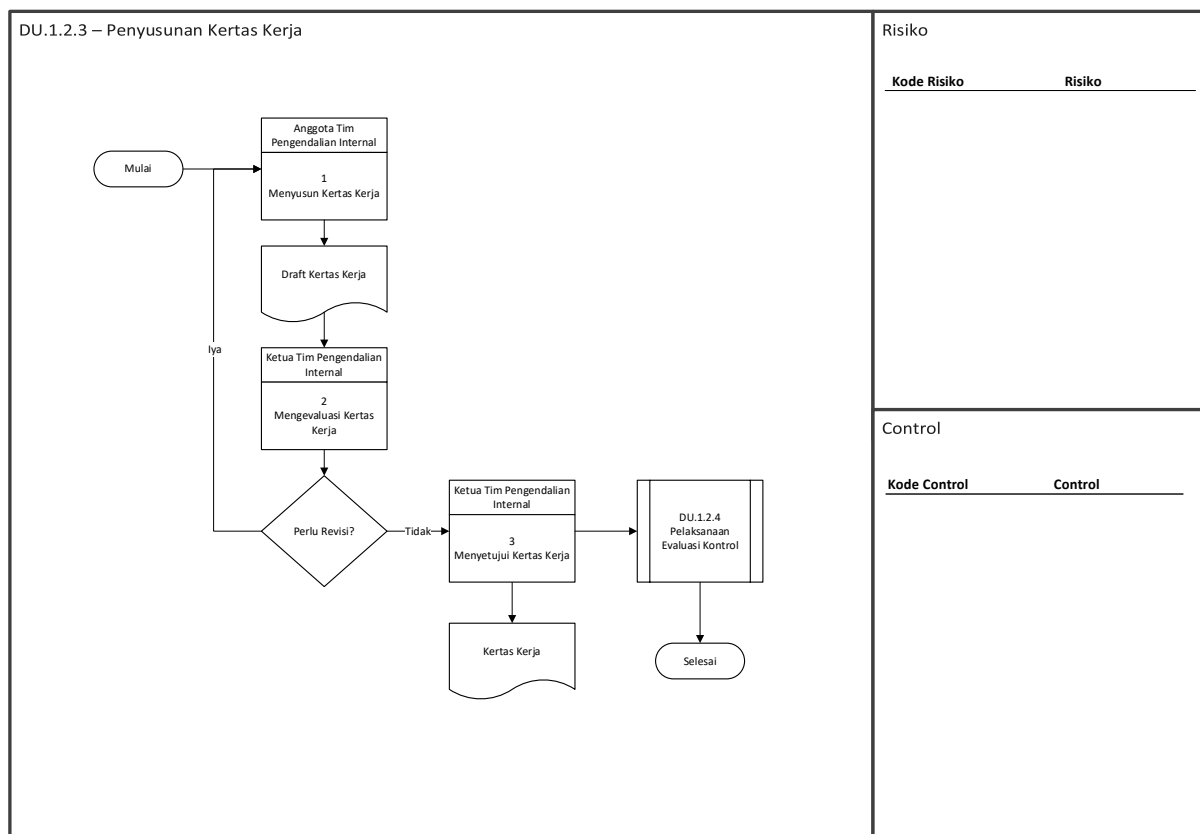 DU.1.2.3 – Penyusunan Kertas Kerja
Mulai
Anggota Tim
Pengendalian Internal
1
Menyusun Kertas Kerja
Draft Kertas Kerja
Iya
Ketua Tim Pengendalian
Internal
2
Mengevaluasi Kertas
Kerja
Perlu Revisi?
Tidak
Ketua Tim Pengendalian
Internal
3
Menyetujui Kertas Kerja
Kertas Kerja
DU.1.2.4
Pelaksanaan
Evaluasi Kontrol
Selesai
Risiko
Kode Risiko Risiko
Control
Kode Control Control